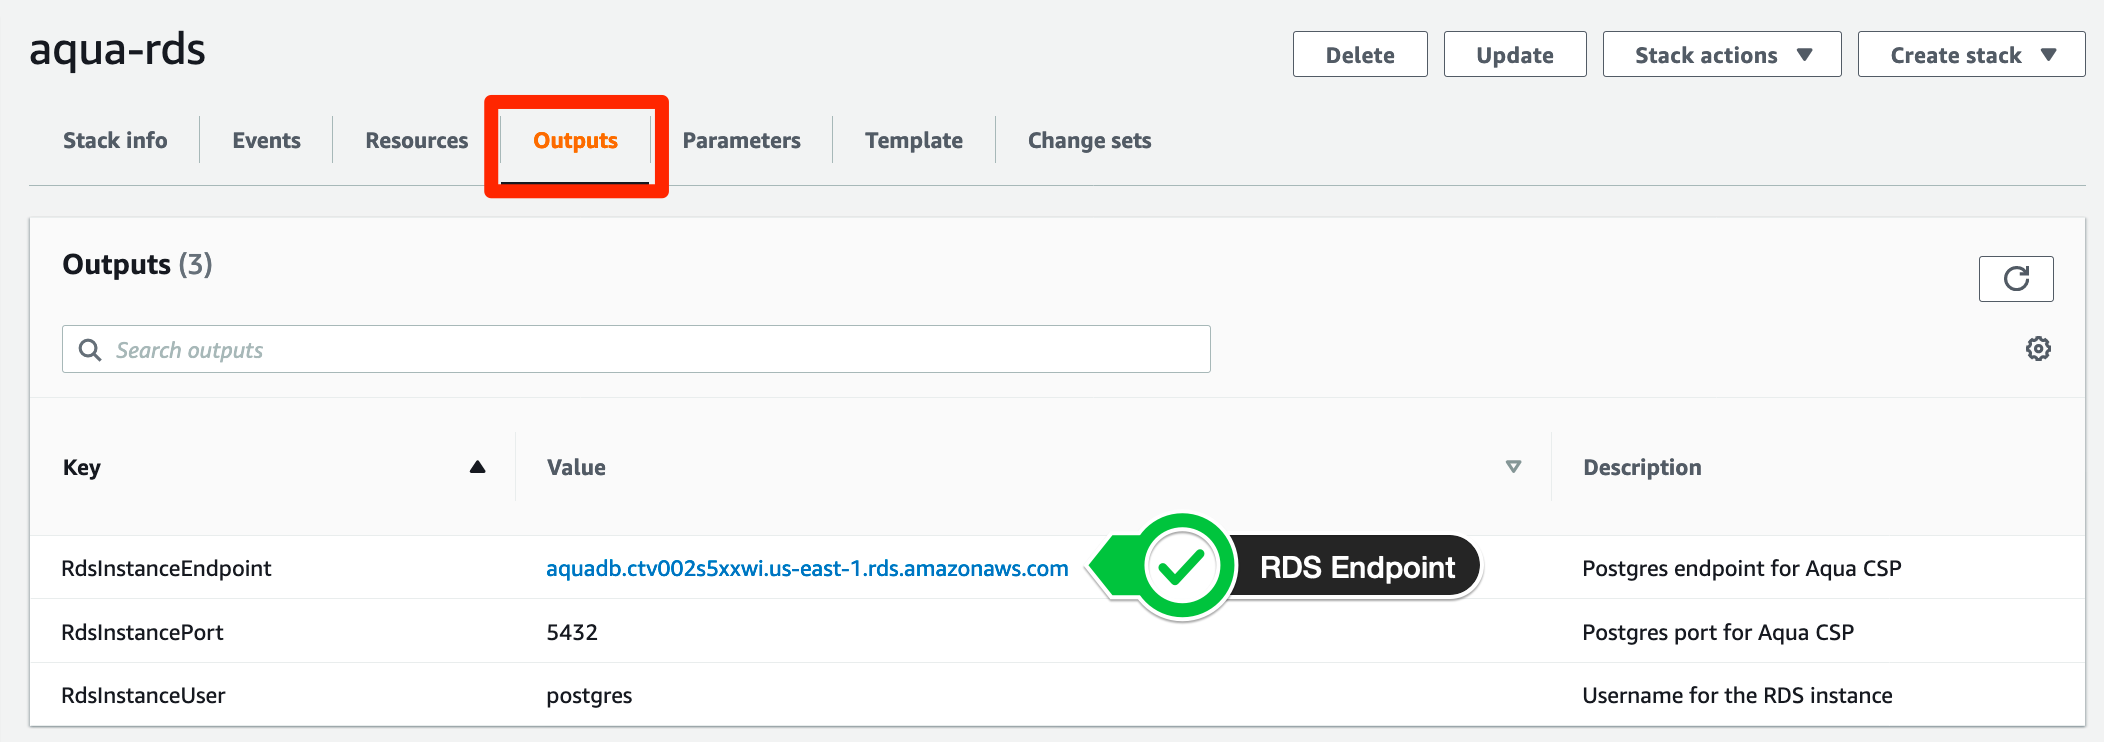 aqua-rds
Delete Update Stack actions Create stack
Stack info Events Resources Outputs Parameters Template Change sets
Outputs (3)
Search outputs
Key Value Description
RdsInstanceEndpoint aquadb.ctv002s5xxwi.us-east-1.rds.amazonaws.com RDS Endpoint Postgres endpoint for Aqua CSP
RdsInstancePort 5432 Postgres port for Aqua CSP
RdsInstanceUser postgres Username for the RDS instance